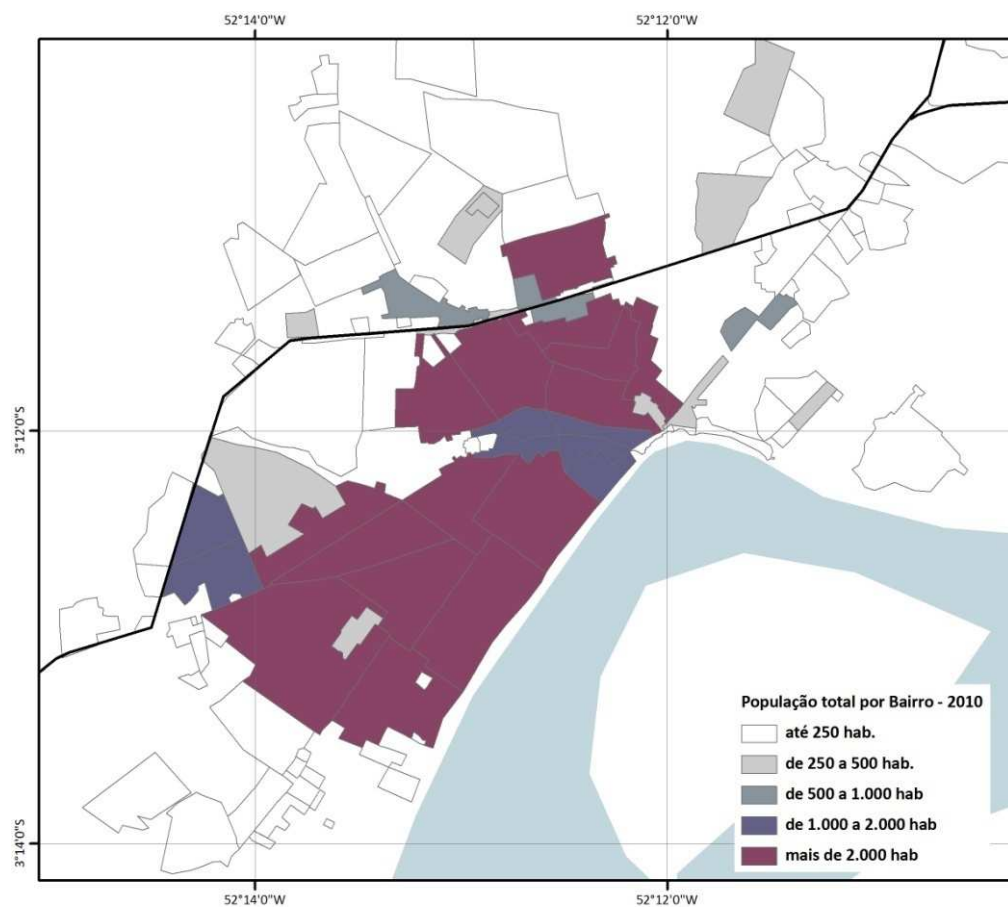 52°14'0"W
52°12'0"W
3°12'0"S
3°14'0"S
População total por Bairro - 2010
até 250 hab.
de 250 a 500 hab.
de 500 a 1.000 hab
de 1.000 a 2.000 hab
mais de 2.000 hab
52°14'0"W
52°12'0"W